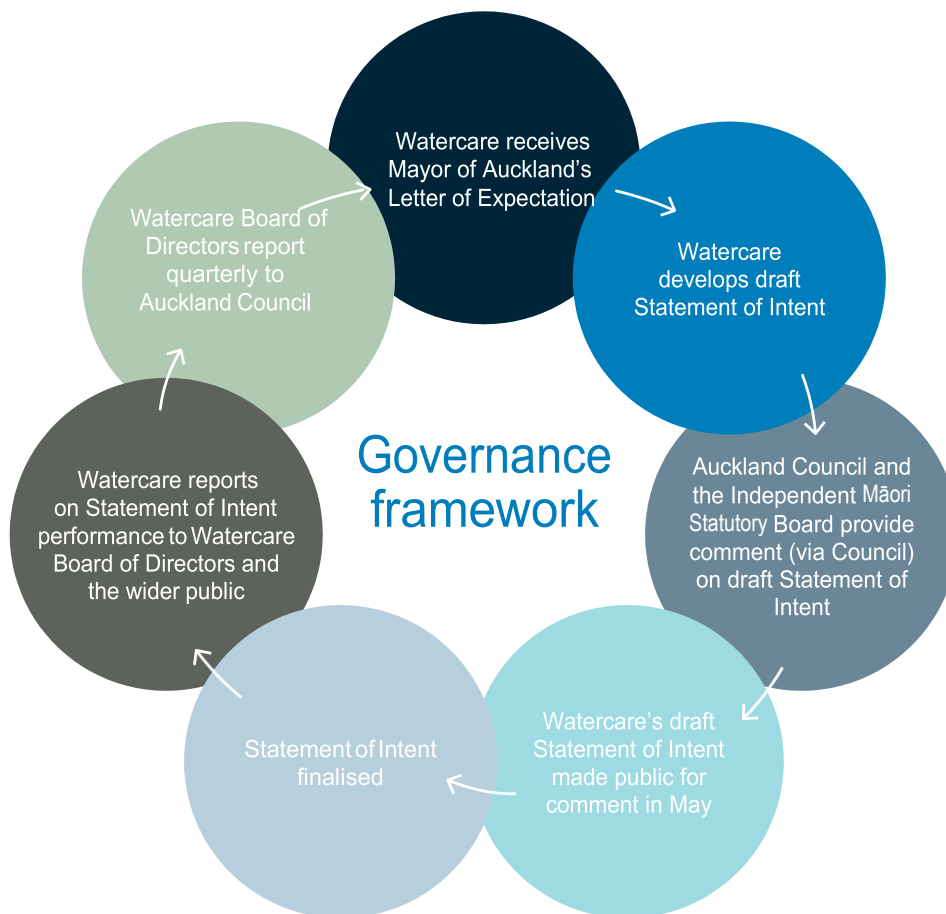 Watercare receives
Mayor of Auckland's
Letter of Expectation
Watercare
develops draft
Statement of Intent
Auckland Council and
the Independent Māori
Statutory Board provide
comment (via Council)
on draft Statement of
Intent
Watercare's draft
Statement of Intent
made public for
comment in May
Statement of Intent
finalised
Watercare reports
on Statement of Intent
performance to Watercare
Board of Directors and
the wider public
Watercare Board of
Directors report
quarterly to
Auckland Council
Governance
framework